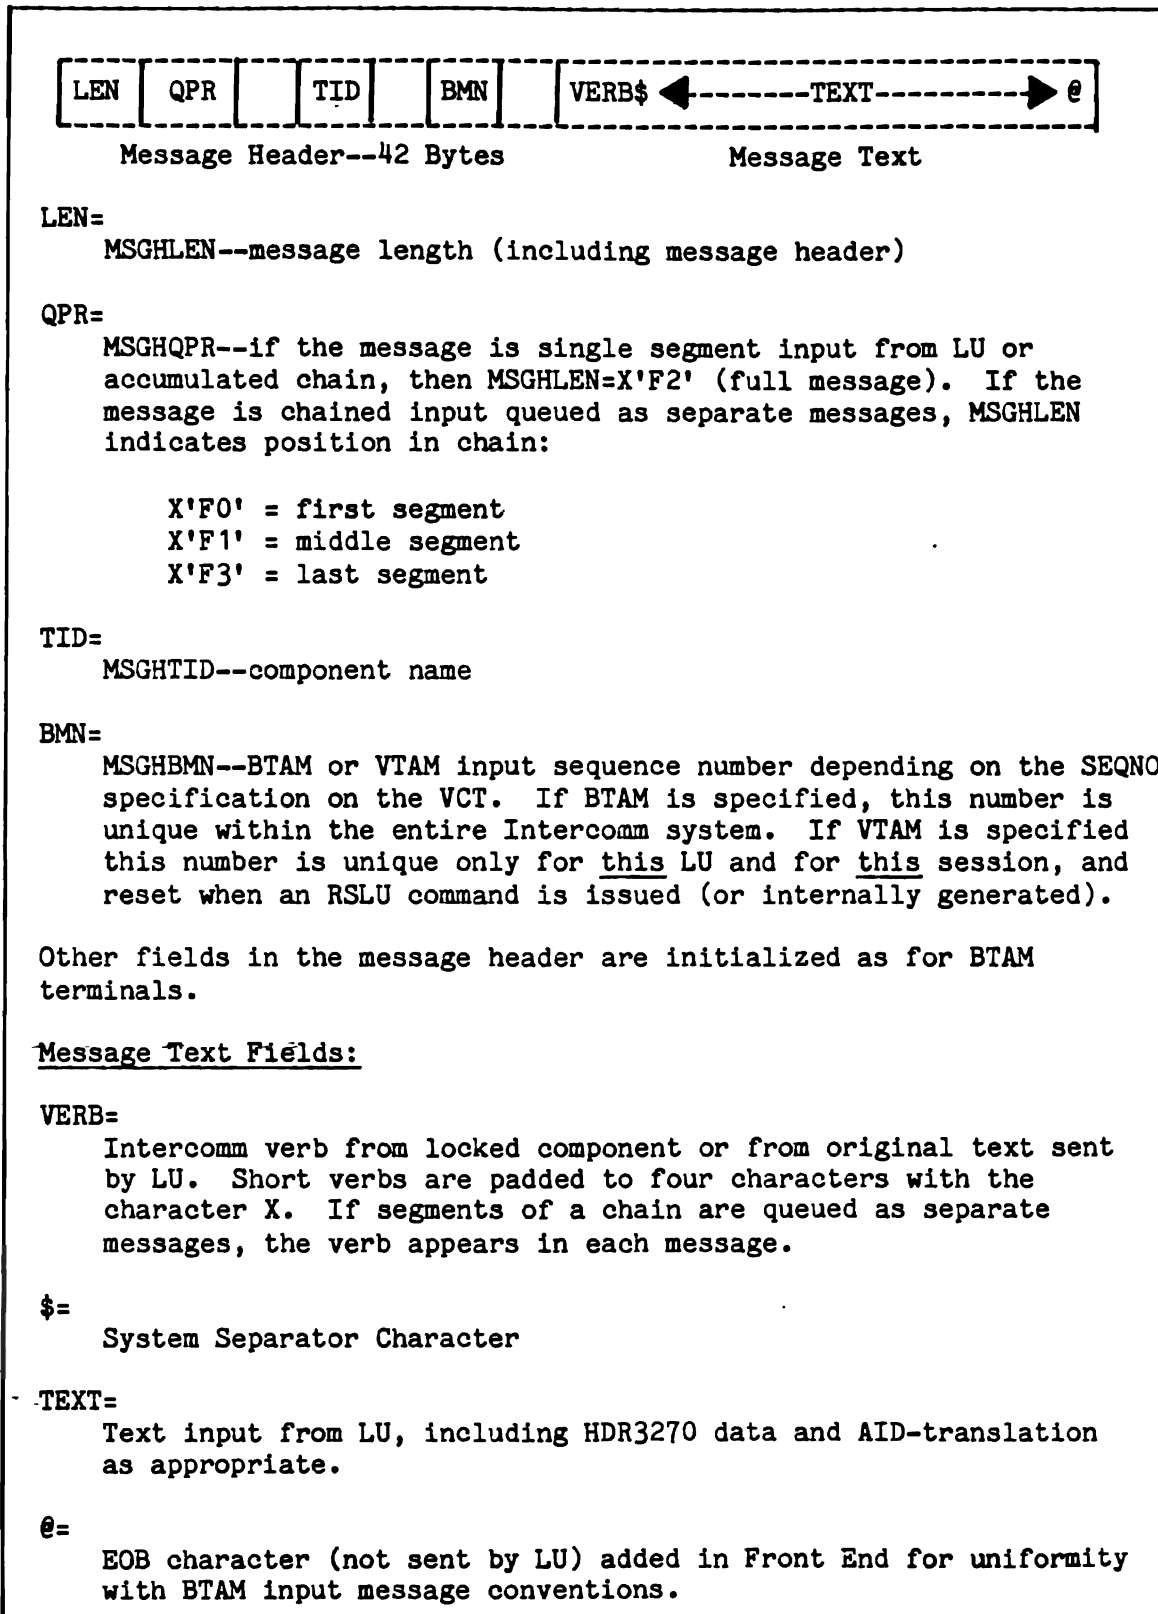 LEN QPR TID BMN VERB$ --------TEXT---------- @
Message Header--42 Bytes Message Text
LEN=
MSGHLEN--message length (including message header)
QPR=
MSGHQPR--if the message is single segment input from LU or
accumulated chain, then MSGHLEN=X'F2' (full message). If the
message is chained input queued as separate messages, MSGHLEN
indicates position in chain:
X'F0' = first segment
X'F1' = middle segment
X'F3' = last segment
TID=
MSGHTID--component name
BMN=
MSGHBMN--BTAM or VTAM input sequence number depending on the SEQNO
specification on the VCT. If BTAM is specified, this number is
unique within the entire Intercomm system. If VTAM is specified
this number is unique only for this LU and for this session, and
reset when an RSLU command is issued (or internally generated).
Other fields in the message header are initialized as for BTAM
terminals.
Message Text Fields:
VERB=
Intercomm verb from locked component or from original text sent
by LU. Short verbs are padded to four characters with the
character X. If segments of a chain are queued as separate
messages, the verb appears in each message.
$=
System Separator Character
TEXT=
Text input from LU, including HDR3270 data and AID-translation
as appropriate.
@=
EOB character (not sent by LU) added in Front End for uniformity
with BTAM input message conventions.